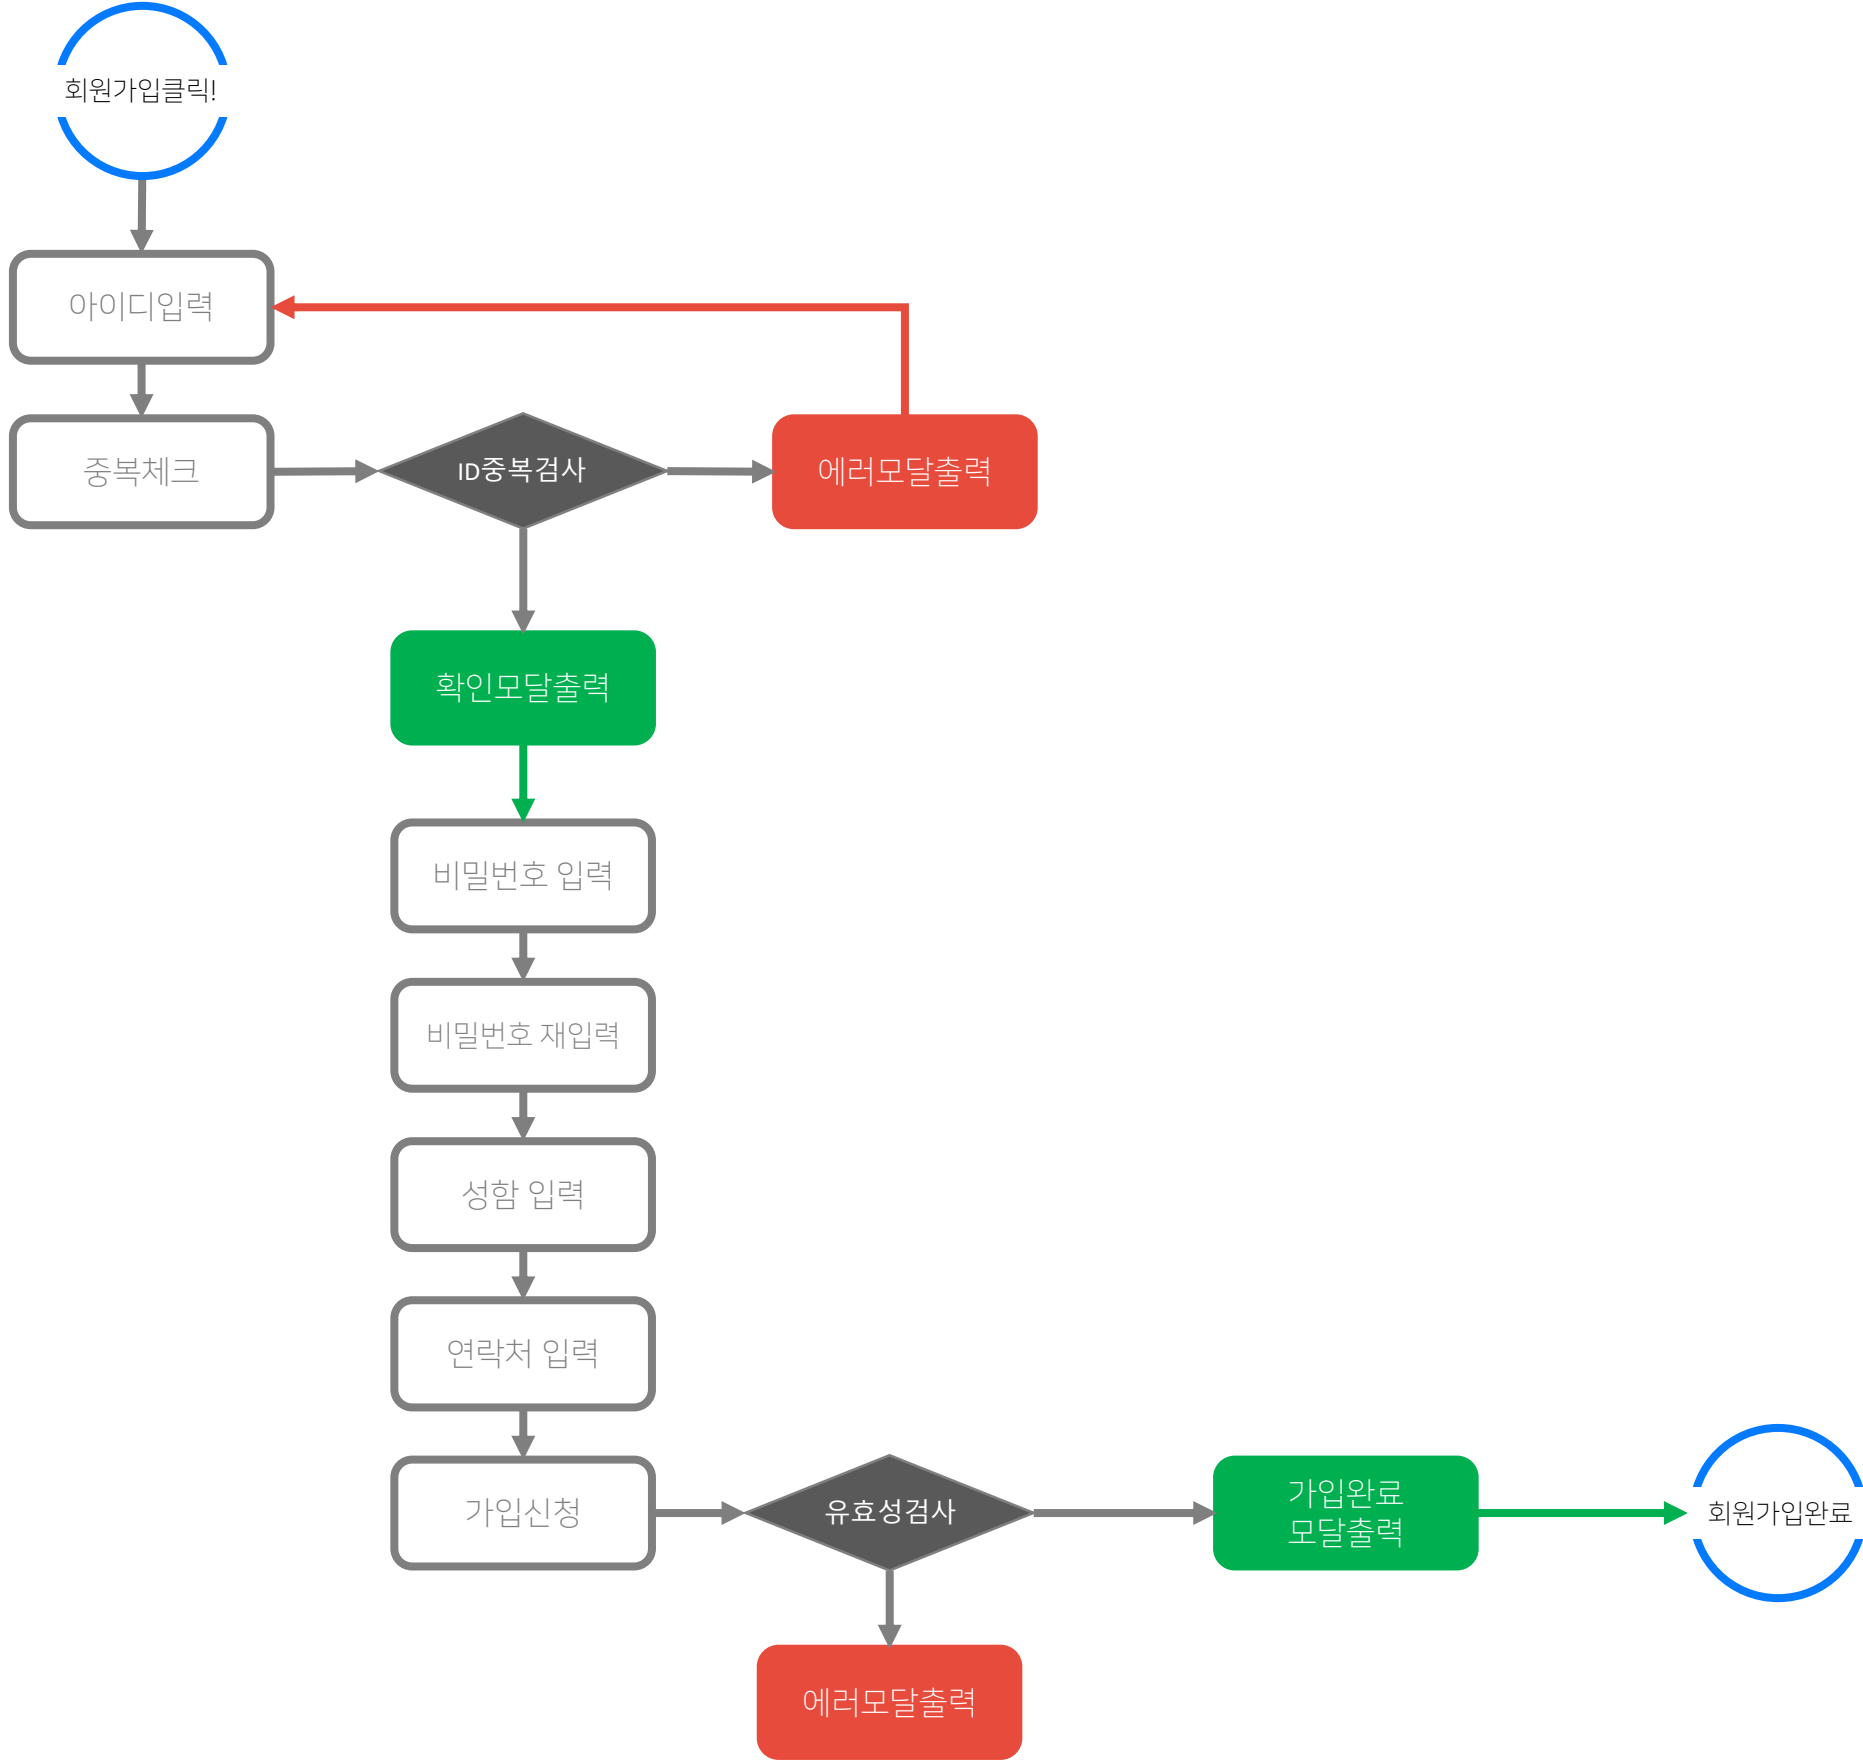 회원가입클릭!
아이디입력
중복체크
ID중복검사
에러모달출력
확인모달출력
비밀번호 입력
비밀번호 재입력
성함 입력
연락처 입력
가입신청
유효성검사
가입완료
모달출력
회원가입완료
에러모달출력